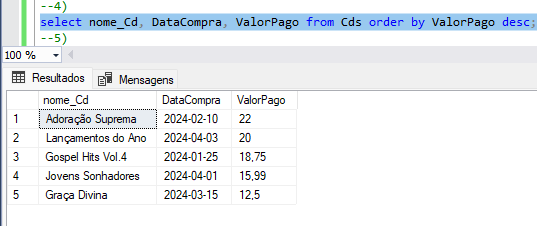 --4)
select nome_Cd, DataCompra, ValorPago from Cds order by ValorPago desc;
--5)
100 %
Resultados Mensagens
nome_Cd DataCompra ValorPago
1 Adoração Suprema 2024-02-10 22
2 Lançamentos do Ano 2024-04-03 20
3 Gospel Hits Vol.4 2024-01-25 18,75
4 Jovens Sonhadores 2024-04-01 15,99
5 Graça Divina 2024-03-15 12,5